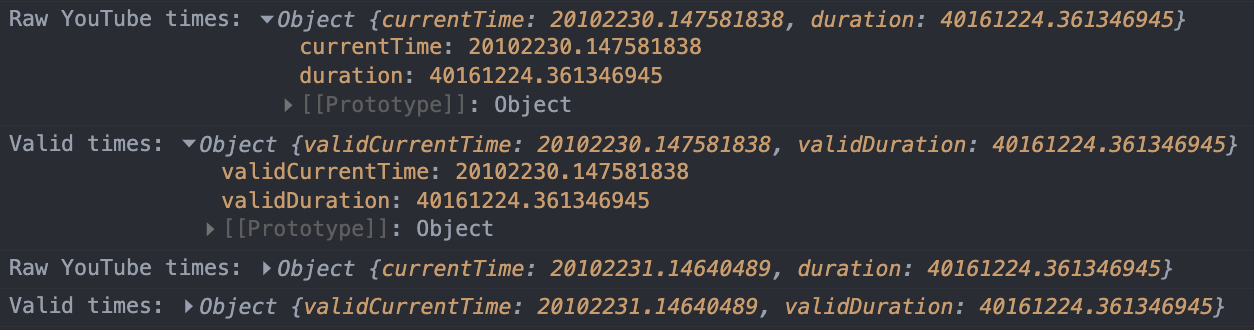 Raw YouTube times: ▼Object {currentTime: 20102230.147581838, duration: 40161224.361346945}
currentTime: 20102230.147581838
duration: 40161224.361346945
▶[[Prototype]]: Object
Valid times: ▼Object {validCurrentTime: 20102230.147581838, validDuration: 40161224.361346945}
validCurrentTime: 20102230.147581838
validDuration: 40161224.361346945
▶[[Prototype]]: Object
Raw YouTube times: ▶Object {currentTime: 20102231.14640489, duration: 40161224.361346945}
Valid times: ▶Object {validCurrentTime: 20102231.14640489, validDuration: 40161224.361346945}